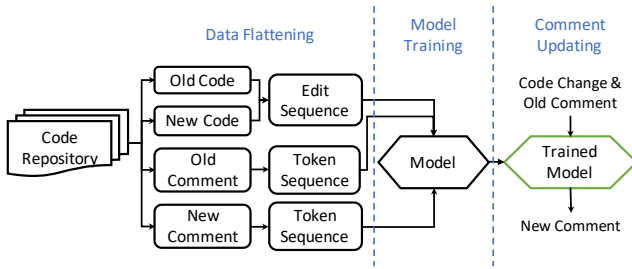 Data Flattening
Model
Training
Comment
Updating
Code
Repository
Old Code
New Code
Edit
Sequence
Old
Comment
Token
Sequence
New
Comment
Token
Sequence
Model
Code Change &
Old Comment
Trained
Model
New Comment